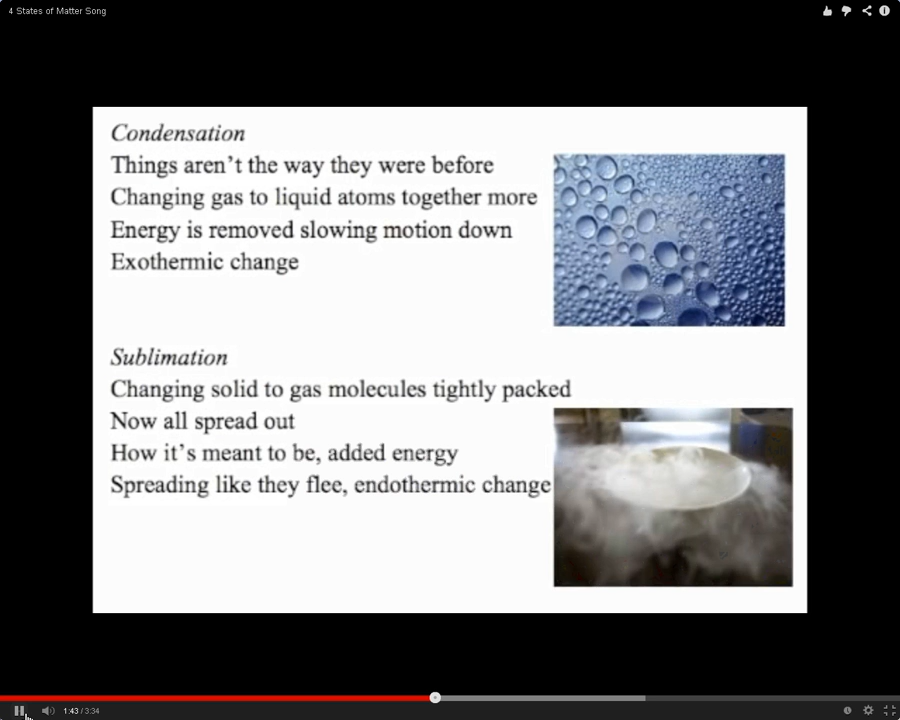 4 States of Matter Song
Condensation
Things aren't the way they were before
Changing gas to liquid atoms together more
Energy is removed slowing motion down
Exothermic change
Sublimation
Changing solid to gas molecules tightly packed
Now all spread out
How it's meant to be, added energy
Spreading like they flee, endothermic change
1:43 / 3:34